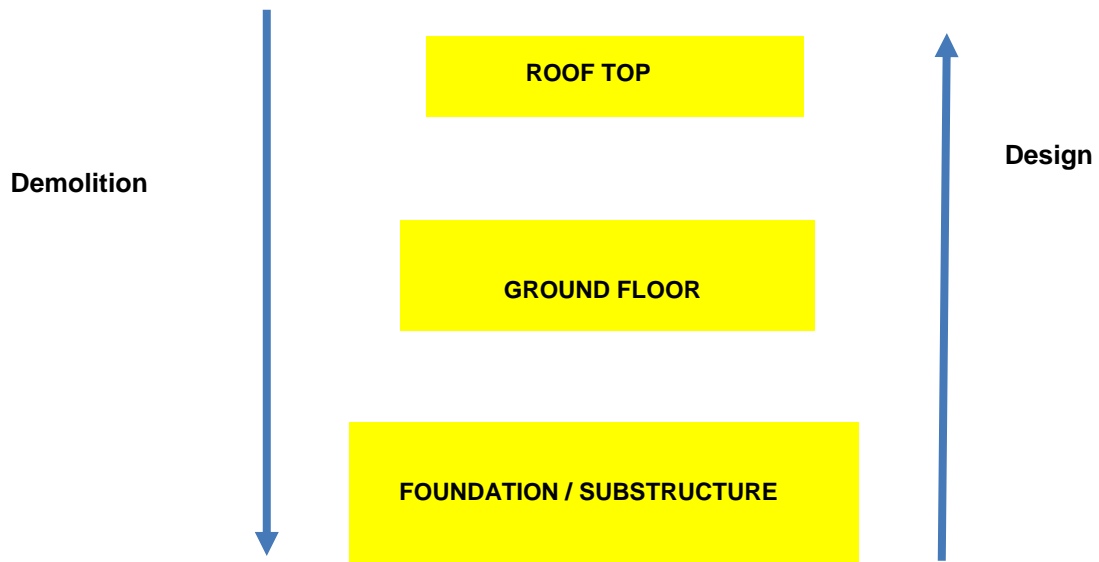 ROOF TOP
Design
Demolition
GROUND FLOOR
FOUNDATION / SUBSTRUCTURE